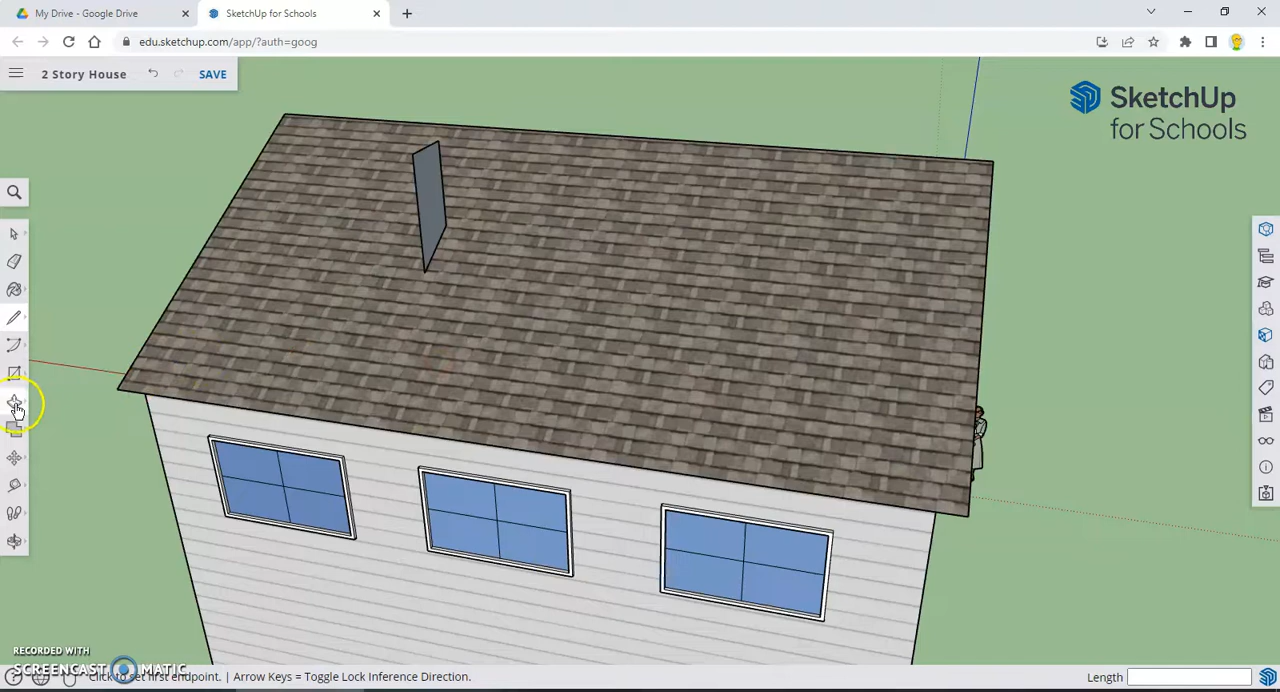 My Drive - Google Drive
SketchUp for Schools
edu.sketchup.com/app/?auth=goog
2 Story House
SAVE
SketchUp
for Schools
RECORDED WITH
SCREENCAST MATIC
Click to set first endpoint. | Arrow Keys = Toggle Lock Inference Direction.
Length